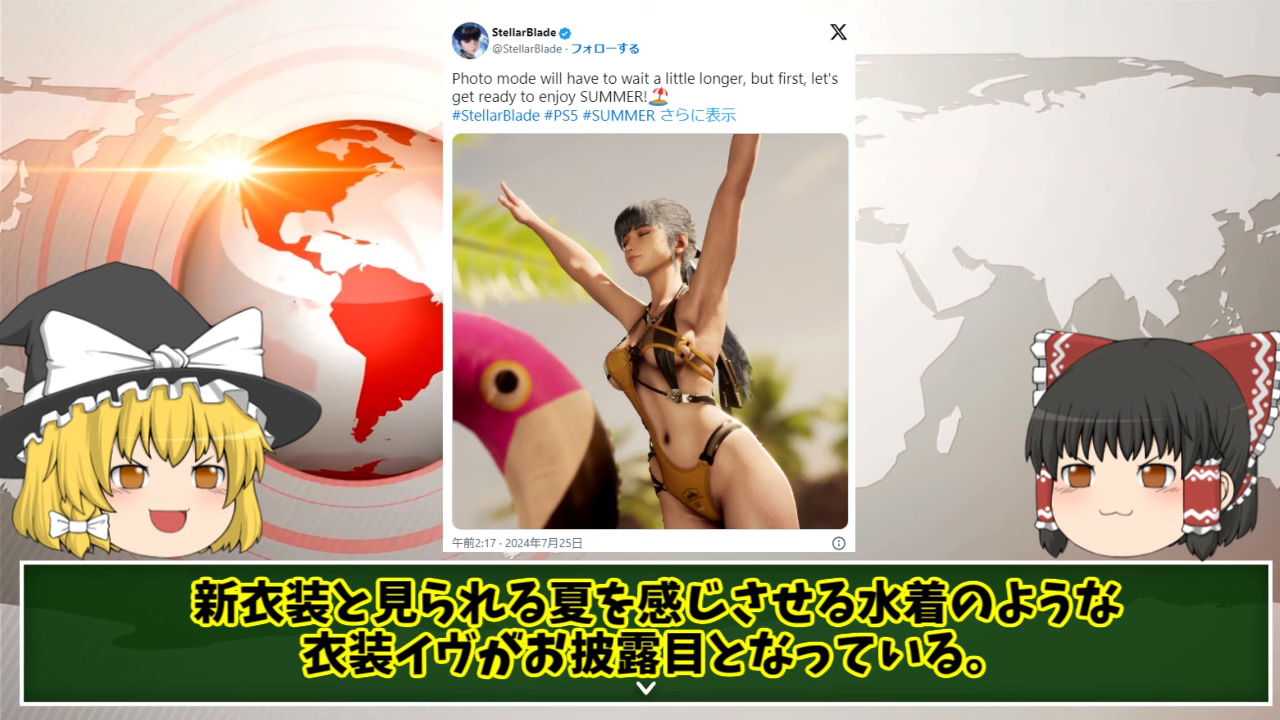 StellarBlade
@StellarBlade · フォローする
Photo mode will have to wait a little longer, but first, let's
get ready to enjoy SUMMER!🏖️
#StellarBlade #PS5 #SUMMER さらに表示
午前2:17 · 2024年7月25日
新衣装と見られる夏を感じさせる水着のような
衣装イヴがお披露目となっている。